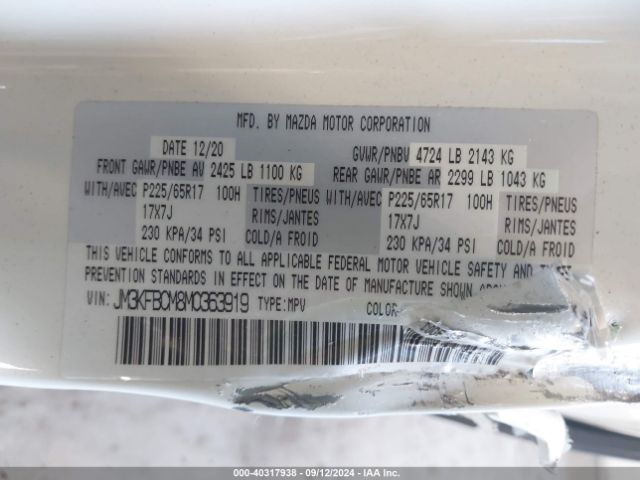 MFD. BY MAZDA MOTOR CORPORATION
DATE 12/20 GVWR/PNBV 4724 LB 2143 KG
FRONT GAWR/PNBE AV 2425 LB 1100 KG REAR GAWR/PNBE AR 2299 LB 1043 KG
WITH/AVEC P225/65R17 100H TIRES/PNEUS WITH/AVEC P225/65R17 100H TIRES/PNEUS
17X7J RIMS/JANTES 17X7J RIMS/JANTES
230 KPA/34 PSI COLD/A FROID 230 KPA/34 PSI COLD/A FROID
THIS VEHICLE CONFORMS TO ALL APPLICABLE FEDERAL MOTOR VEHICLE SAFETY AND THEFT
PREVENTION STANDARDS IN EFFECT ON THE DATE OF MANUFACTURE SHOWN
VIN: JM3KFBCM8M0363919 TYPE: MPV COLOR:
000-40317938 - 09/12/2024 - IAA Inc.